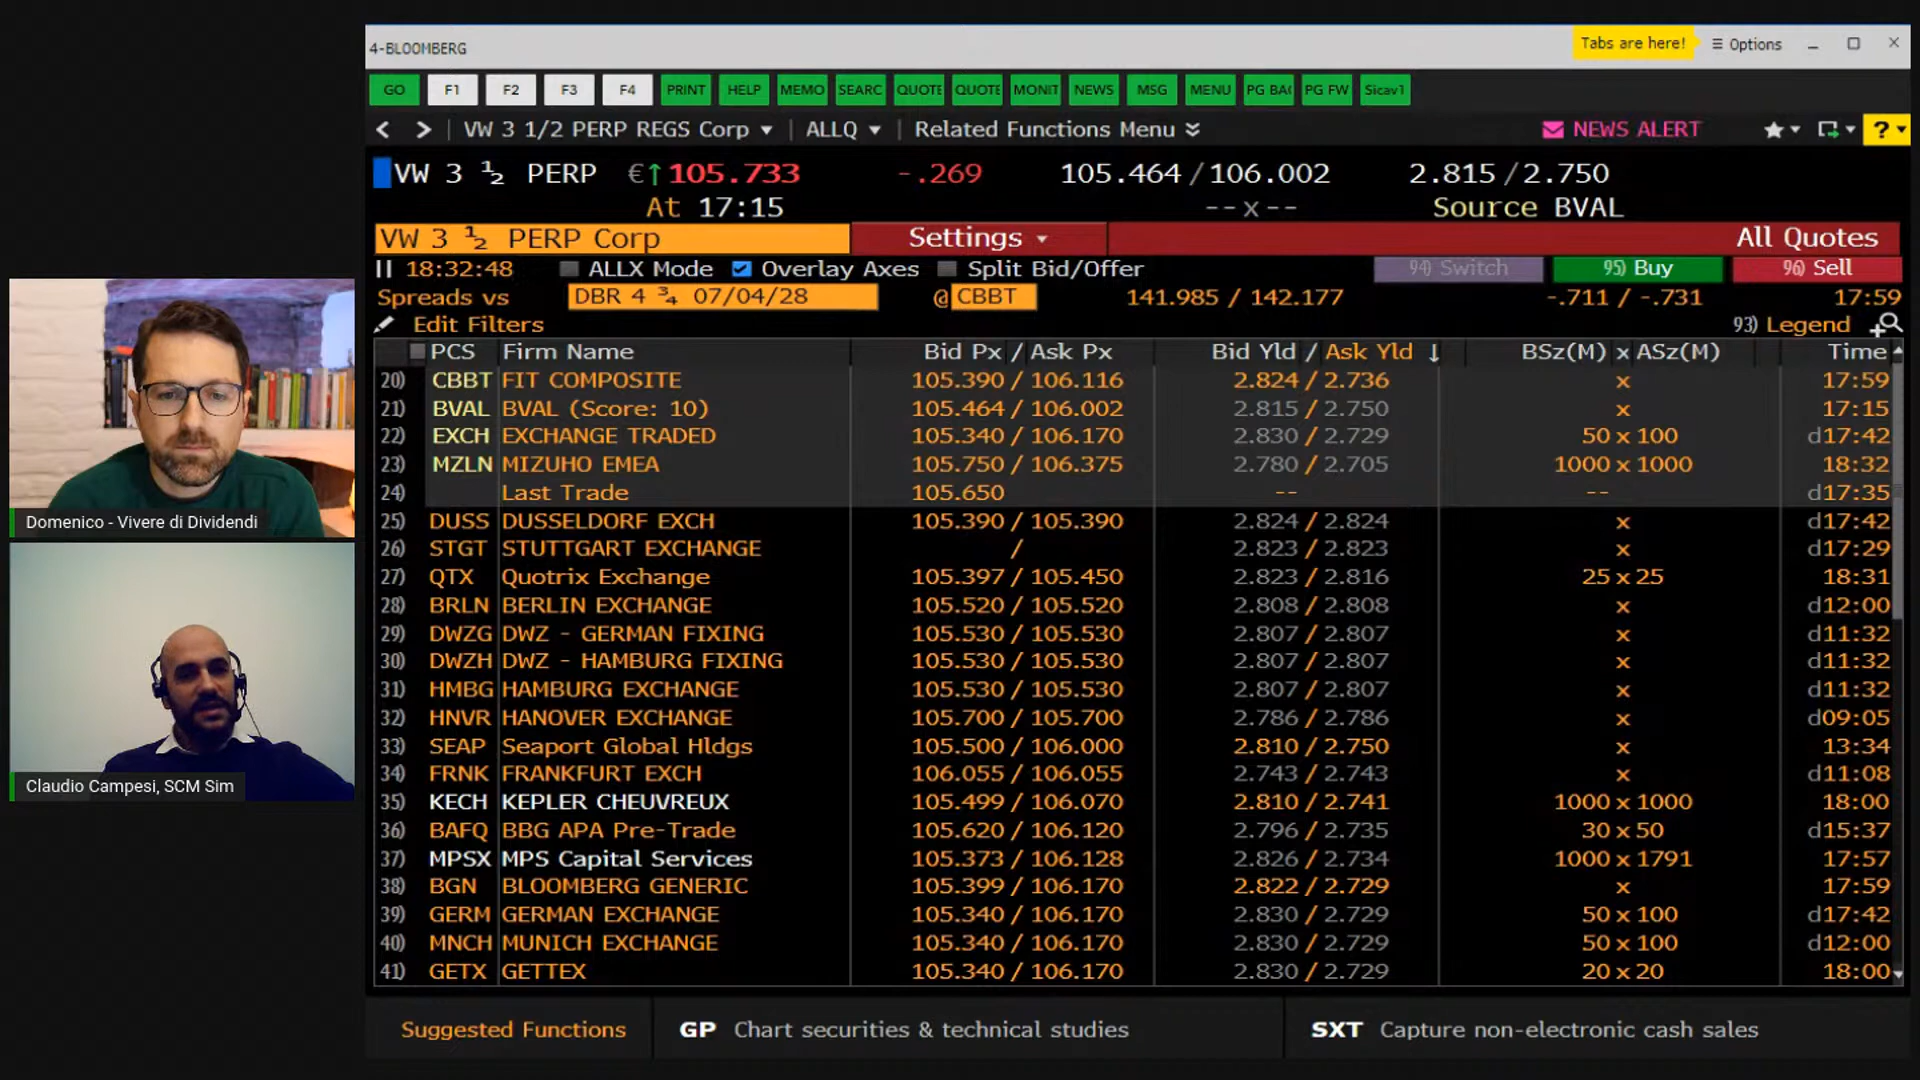 4-BLOOMBERG Tabs are here! Options
GO F1 F2 F3 F4 PRINT HELP MEMO SEARC QUOTE QUOTE MONIT NEWS MSG MENU PG BA PG FW Sicav1
< > VW 3 1/2 PERP REGS Corp ALLQ Related Functions Menu NEWS ALERT ?
VW 3 ½ PERP €↑105.733 -.269 105.464/106.002 2.815/2.750
At 17:15 --x-- Source BVAL
VW 3 ½ PERP Corp Settings All Quotes
18:32:48 ALLX Mode Overlay Axes Split Bid/Offer 94) Switch 95) Buy 96) Sell
Spreads vs DBR 4 ¾ 07/04/28 @ CBBT 141.985 / 142.177 -.711 / -.731 17:59
Edit Filters 93) Legend
PCS Firm Name Bid Px / Ask Px Bid Yld / Ask Yld ↓ BSz(M) x ASz(M) Time
20) CBBT FIT COMPOSITE 105.390 / 106.116 2.824 / 2.736 x 17:59
21) BVAL BVAL (Score: 10) 105.464 / 106.002 2.815 / 2.750 x 17:15
22) EXCH EXCHANGE TRADED 105.340 / 106.170 2.830 / 2.729 50 x 100 d17:42
23) MZLN MIZUHO EMEA 105.750 / 106.375 2.780 / 2.705 1000 x 1000 18:32
24) Last Trade 105.650 -- -- d17:35
25) DUSS DUSSELDORF EXCH 105.390 / 105.390 2.824 / 2.824 x d17:42
26) STGT STUTTGART EXCHANGE / 2.823 / 2.823 x d17:29
27) QTX Quotrix Exchange 105.397 / 105.450 2.823 / 2.816 25 x 25 18:31
28) BRLN BERLIN EXCHANGE 105.520 / 105.520 2.808 / 2.808 x d12:00
29) DWZG DWZ - GERMAN FIXING 105.530 / 105.530 2.807 / 2.807 x d11:32
30) DWZH DWZ - HAMBURG FIXING 105.530 / 105.530 2.807 / 2.807 x d11:32
31) HMBG HAMBURG EXCHANGE 105.530 / 105.530 2.807 / 2.807 x d11:32
32) HNVR HANOVER EXCHANGE 105.700 / 105.700 2.786 / 2.786 x d09:05
33) SEAP Seaport Global Hldgs 105.500 / 106.000 2.810 / 2.750 x 13:34
34) FRNK FRANKFURT EXCH 106.055 / 106.055 2.743 / 2.743 x d11:08
35) KECH KEPLER CHEUVREUX 105.499 / 106.070 2.810 / 2.741 1000 x 1000 18:00
36) BAFQ BBG APA Pre-Trade 105.620 / 106.120 2.796 / 2.735 30 x 50 d15:37
37) MPSX MPS Capital Services 105.373 / 106.128 2.826 / 2.734 1000 x 1791 17:57
38) BGN BLOOMBERG GENERIC 105.399 / 106.170 2.822 / 2.729 x 17:59
39) GERM GERMAN EXCHANGE 105.340 / 106.170 2.830 / 2.729 50 x 100 d17:42
40) MNCH MUNICH EXCHANGE 105.340 / 106.170 2.830 / 2.729 50 x 100 d12:00
41) GETX GETTEX 105.340 / 106.170 2.830 / 2.729 20 x 20 18:00
Suggested Functions GP Chart securities & technical studies SXT Capture non-electronic cash sales
Domenico - Vivere di Dividendi
Claudio Campesi, SCM Sim